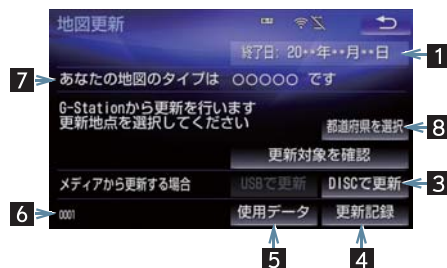 地図更新
終了日: 20••年••月••日
1
7
あなたの地図のタイプは ○○○○○ です
G-Stationから更新を行います
更新地点を選択してください
都道府県を選択
8
更新対象を確認
メディアから更新する場合
USBで更新
DISCで更新
3
6
0001
使用データ
更新記録
5
4